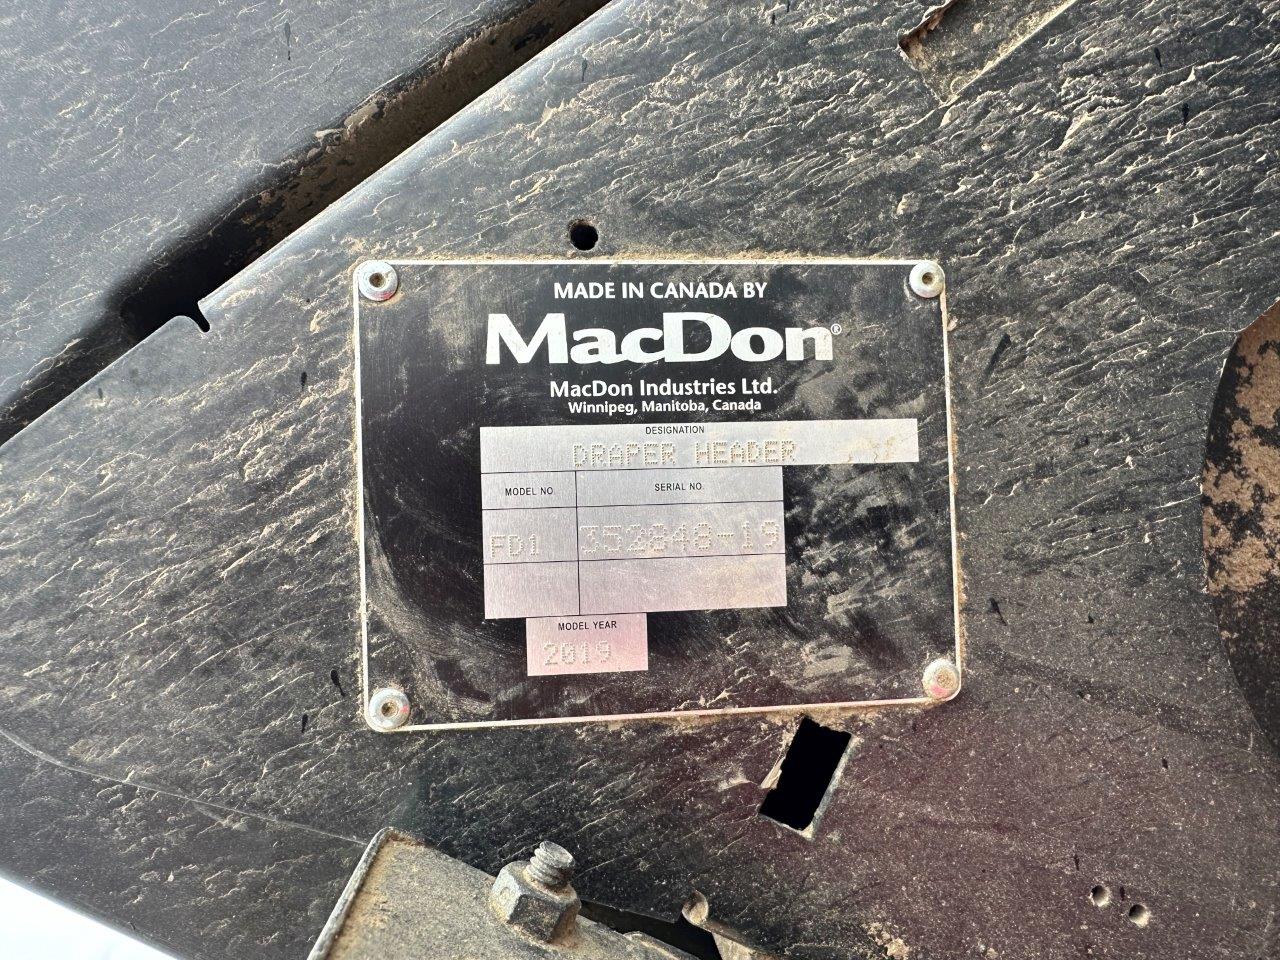 MADE IN CANADA BY
MacDon®
MacDon Industries Ltd.
Winnipeg, Manitoba, Canada
DESIGNATION
DRAPER HEADER
MODEL NO. SERIAL NO.
FD1 352848-19
MODEL YEAR
2019